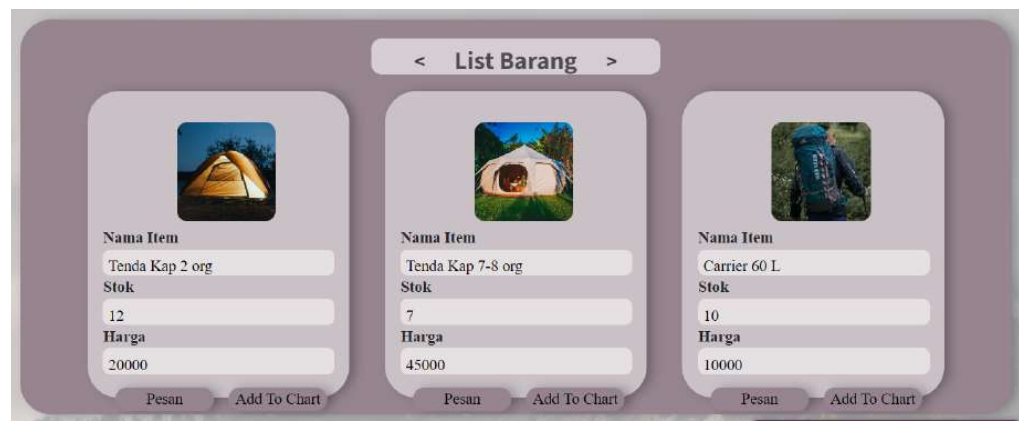 < List Barang >
Nama Item
Tenda Kap 2 org
Stok
12
Harga
20000
Pesan Add To Chart
Nama Item
Tenda Kap 7-8 org
Stok
7
Harga
45000
Pesan Add To Chart
Nama Item
Carrier 60 L
Stok
10
Harga
10000
Pesan Add To Chart